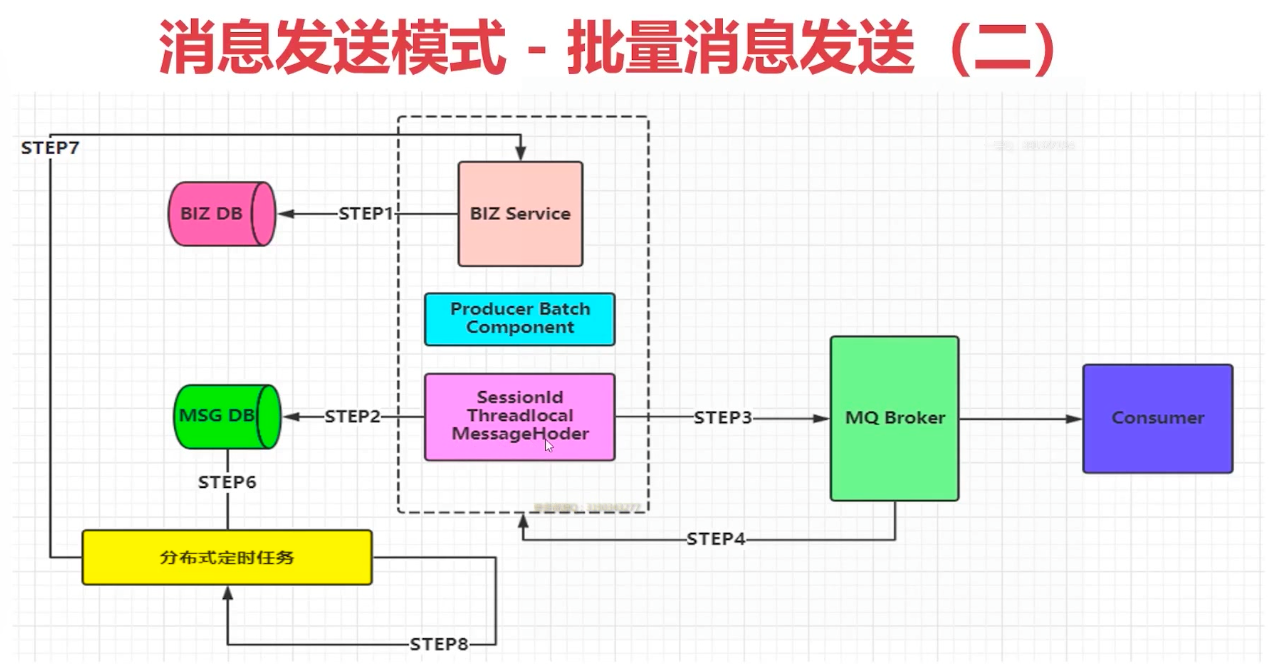 消息发送模式 - 批量消息发送（二）
STEP7
BIZ DB
STEP1
BIZ Service
Producer Batch
Component
MSG DB
STEP2
SessionId
Threadlocal
MessageHoder
STEP3
MQ Broker
Consumer
STEP6
STEP4
分布式定时任务
STEP8